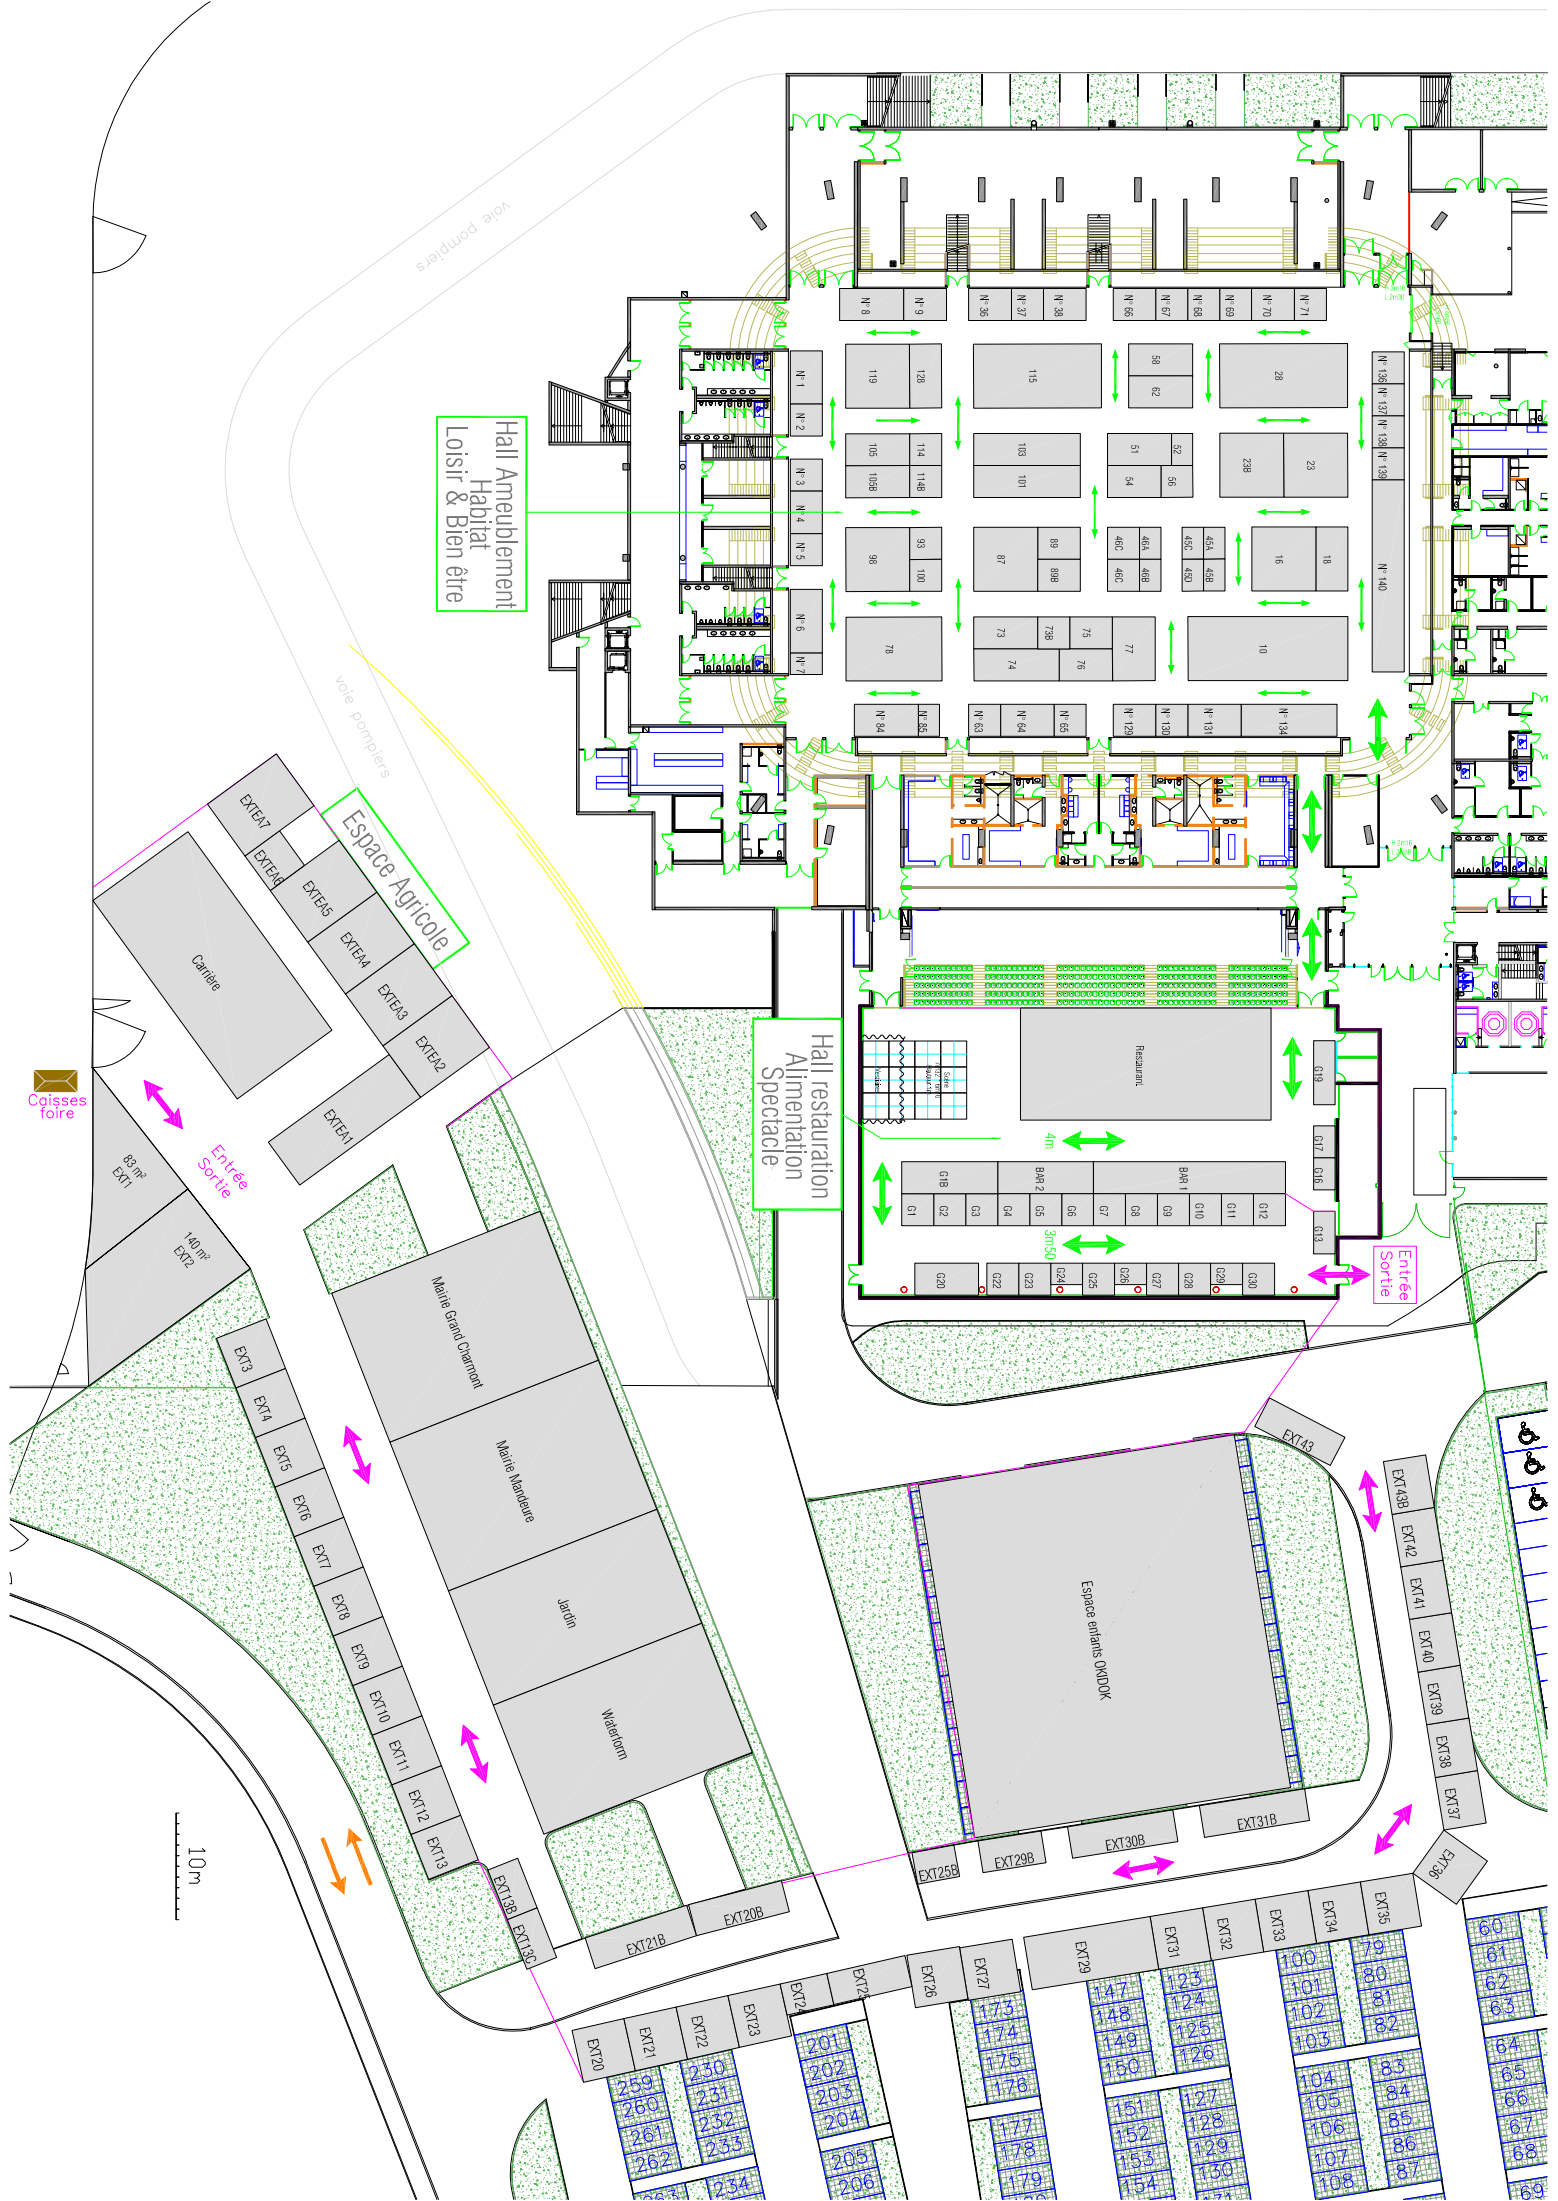 voie pompiers
N° 8
N° 9
N° 36
N° 37
N° 38
N° 66
N° 67
N° 68
N° 69
N° 70
N° 71
N° 1
N° 2
N° 3
N° 4
N° 5
N° 6
N° 7
119
128
115
58
62
28
N° 136
N° 137
N° 138
N° 139
N° 140
105
114
105B
114B
103
101
51
52
54
56
23B
23
98
93
100
87
89
89B
46C
46A
46C
46B
45C
45A
45D
45B
16
18
78
73
73B
75
74
76
77
10
N° 84
N° 85
N° 63
N° 64
N° 65
N° 129
N° 130
N° 131
N° 134
Hall Ameublement
Habitat
Loisir & Bien être
voie pompiers
Espace Agricole
EXTEA7
EXTEA6
EXTEA5
EXTEA4
EXTEA3
EXTEA2
EXTEA1
Carrière
Caisses
foire
Entrée
Sortie
83 m²
EXT1
140 m²
EXT2
Hall restauration
Alimentation
Spectacle
Scène
Restaurant
4m
3m50
G19
G17
G16
G13
G1B
BAR 2
BAR 1
G1
G2
G3
G4
G5
G6
G7
G8
G9
G10
G11
G12
G20
G22
G23
G24
G25
G26
G27
G28
G29
G30
Entrée
Sortie
Mairie Grand Charmont
Mairie Mandeure
Jardin
Waterform
EXT3
EXT4
EXT5
EXT6
EXT7
EXT8
EXT9
EXT10
EXT11
EXT12
EXT13
EXT13B
EXT13C
10m
Espace enfants OKIDOK
EXT43
EXT43B
EXT42
EXT41
EXT40
EXT39
EXT38
EXT37
EXT36
EXT35
EXT34
EXT33
EXT32
EXT31
EXT29
EXT27
EXT26
EXT25
EXT24
EXT23
EXT22
EXT21
EXT20
EXT20B
EXT21B
EXT25B
EXT29B
EXT30B
EXT31B
259
260
261
262
230
231
232
233
234
201
202
203
204
205
206
173
174
175
176
177
178
179
147
148
149
150
151
152
153
154
123
124
125
126
127
128
129
130
100
101
102
103
104
105
106
107
108
79
80
81
82
83
84
85
86
87
60
61
62
63
64
65
66
67
68
69